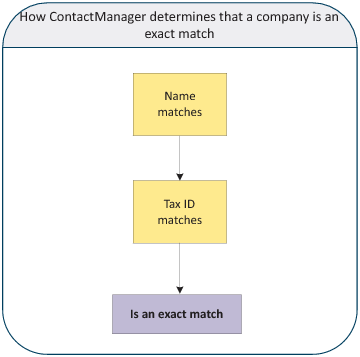 How ContactManager determines that a company is an
exact match
Name
matches
Tax ID
matches
Is an exact match